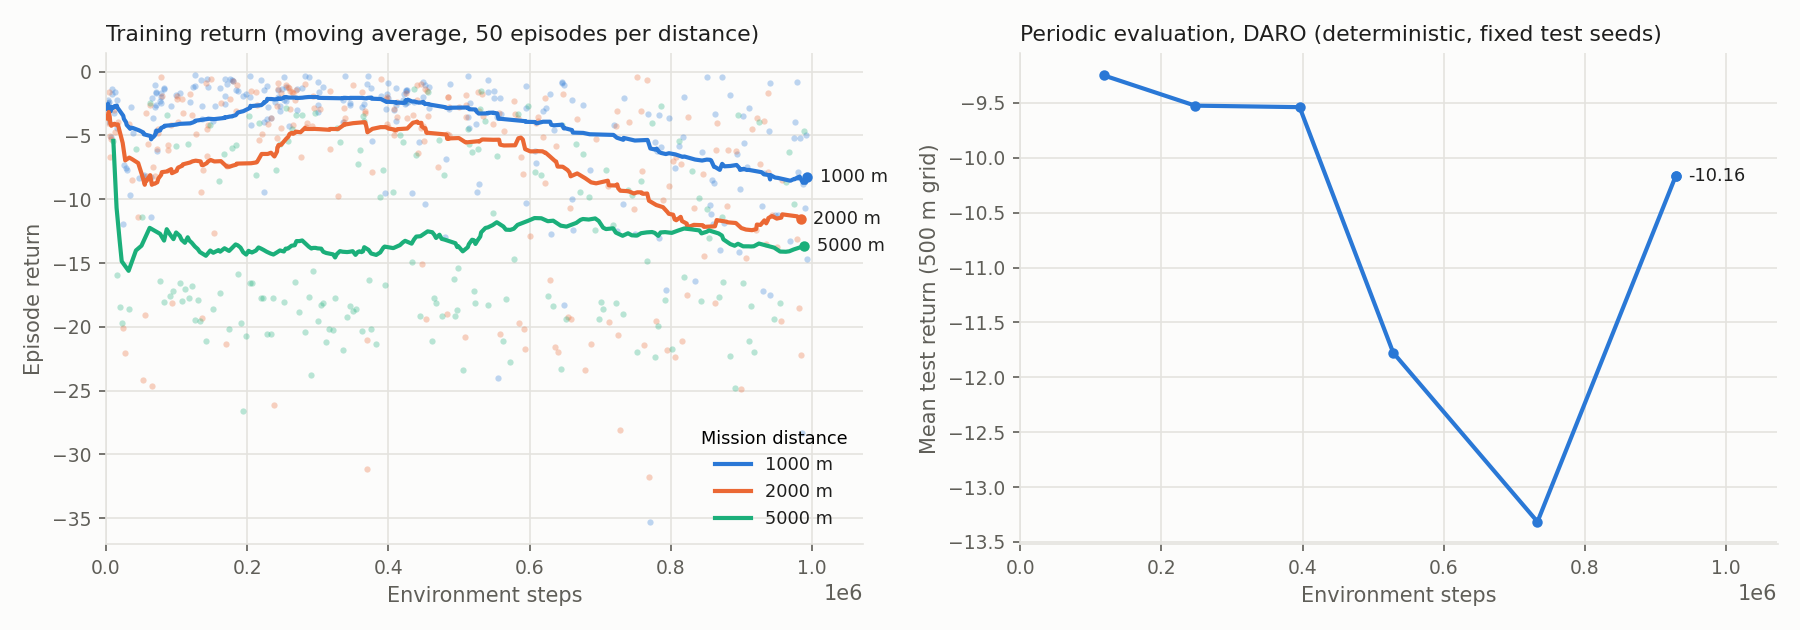 Training return (moving average, 50 episodes per distance)
Episode return
0
−5
−10
−15
−20
−25
−30
−35
1000 m
2000 m
5000 m
Mission distance
1000 m
2000 m
5000 m
0.0 0.2 0.4 0.6 0.8 1.0
1e6
Environment steps
Periodic evaluation, DARO (deterministic, fixed test seeds)
Mean test return (500 m grid)
−9.5
−10.0
−10.5
−11.0
−11.5
−12.0
−12.5
−13.0
−13.5
-10.16
0.0 0.2 0.4 0.6 0.8 1.0
1e6
Environment steps